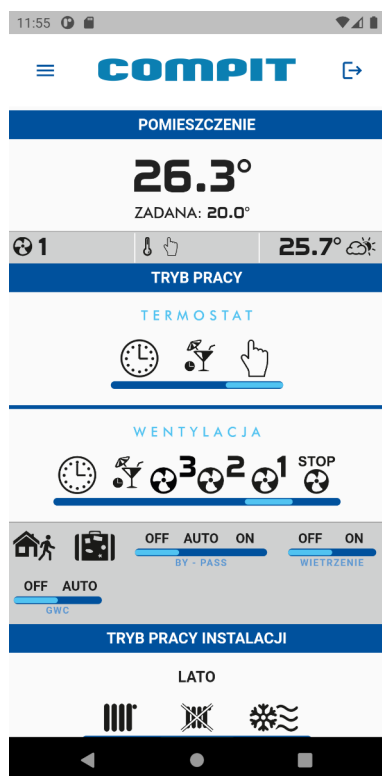 11:55
COMPIT
POMIESZCZENIE
26.3°
ZADANA: 20.0°
1
25.7°
TRYB PRACY
TERMOSTAT
WENTYLACJA
3 2 1 STOP
OFF AUTO ON
BY - PASS
OFF ON
WIETRZENIE
OFF AUTO
GWC
TRYB PRACY INSTALACJI
LATO